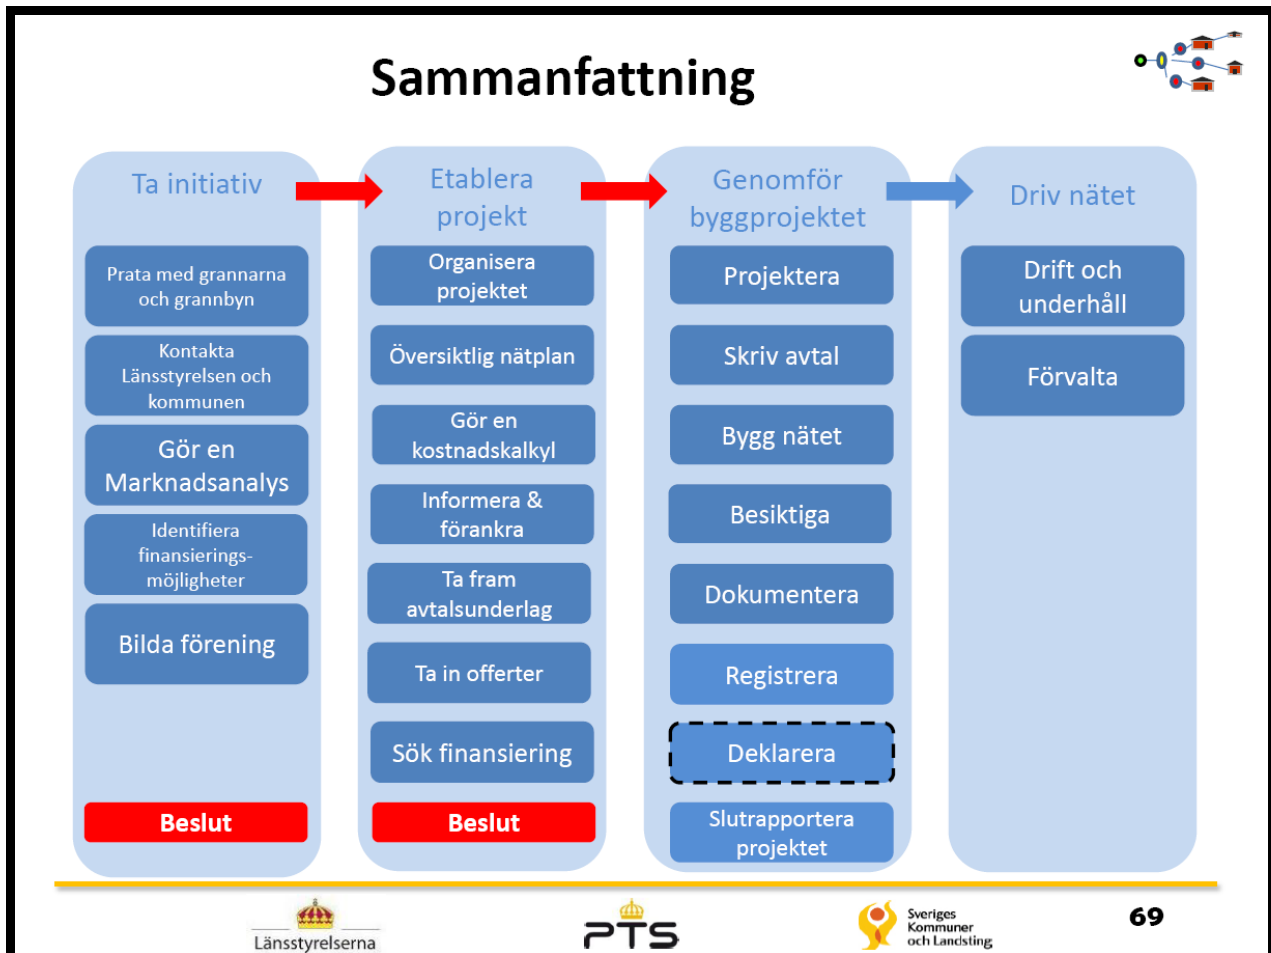 Sammanfattning
Ta initiativ
Prata med grannarna
och grannbyn
Kontakta
Länsstyrelsen och
kommunen
Gör en
Marknadsanalys
Identifiera
finansierings-
möjligheter
Bilda förening
Beslut
Etablera
projekt
Organisera
projektet
Översiktlig nätplan
Gör en
kostnadskalkyl
Informera &
förankra
Ta fram
avtalsunderlag
Ta in offerter
Sök finansiering
Beslut
Genomför
byggprojektet
Projektera
Skriv avtal
Bygg nätet
Besiktiga
Dokumentera
Registrera
Deklarera
Slutrapportera
projektet
Driv nätet
Drift och
underhåll
Förvalta
Länsstyrelserna
PTS
Sveriges
Kommuner
och Landsting
69